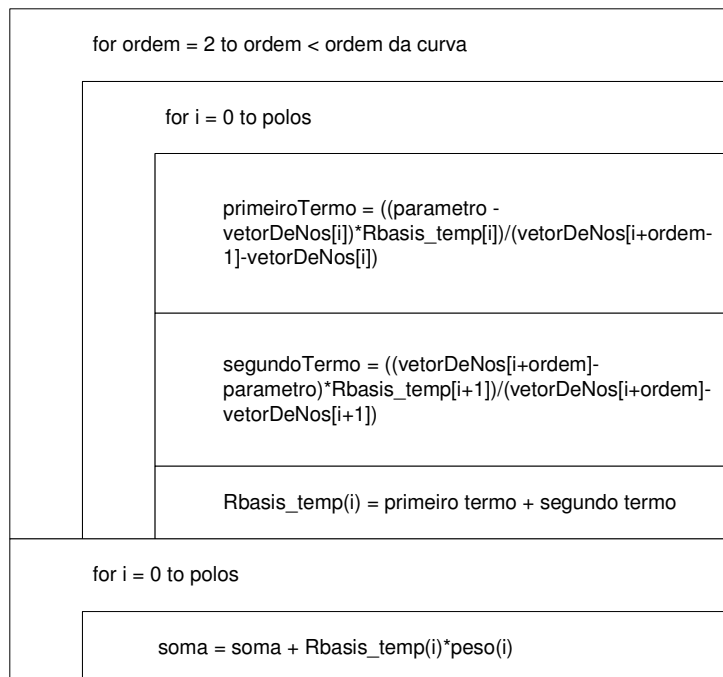 for ordem = 2 to ordem < ordem da curva
for i = 0 to polos
primeiroTermo = ((parametro -
vetorDeNos[i])*Rbasis_temp[i])/(vetorDeNos[i+ordem-
1]-vetorDeNos[i])
segundoTermo = ((vetorDeNos[i+ordem]-
parametro)*Rbasis_temp[i+1])/(vetorDeNos[i+ordem]-
vetorDeNos[i+1])
Rbasis_temp(i) = primeiro termo + segundo termo
for i = 0 to polos
soma = soma + Rbasis_temp(i)*peso(i)